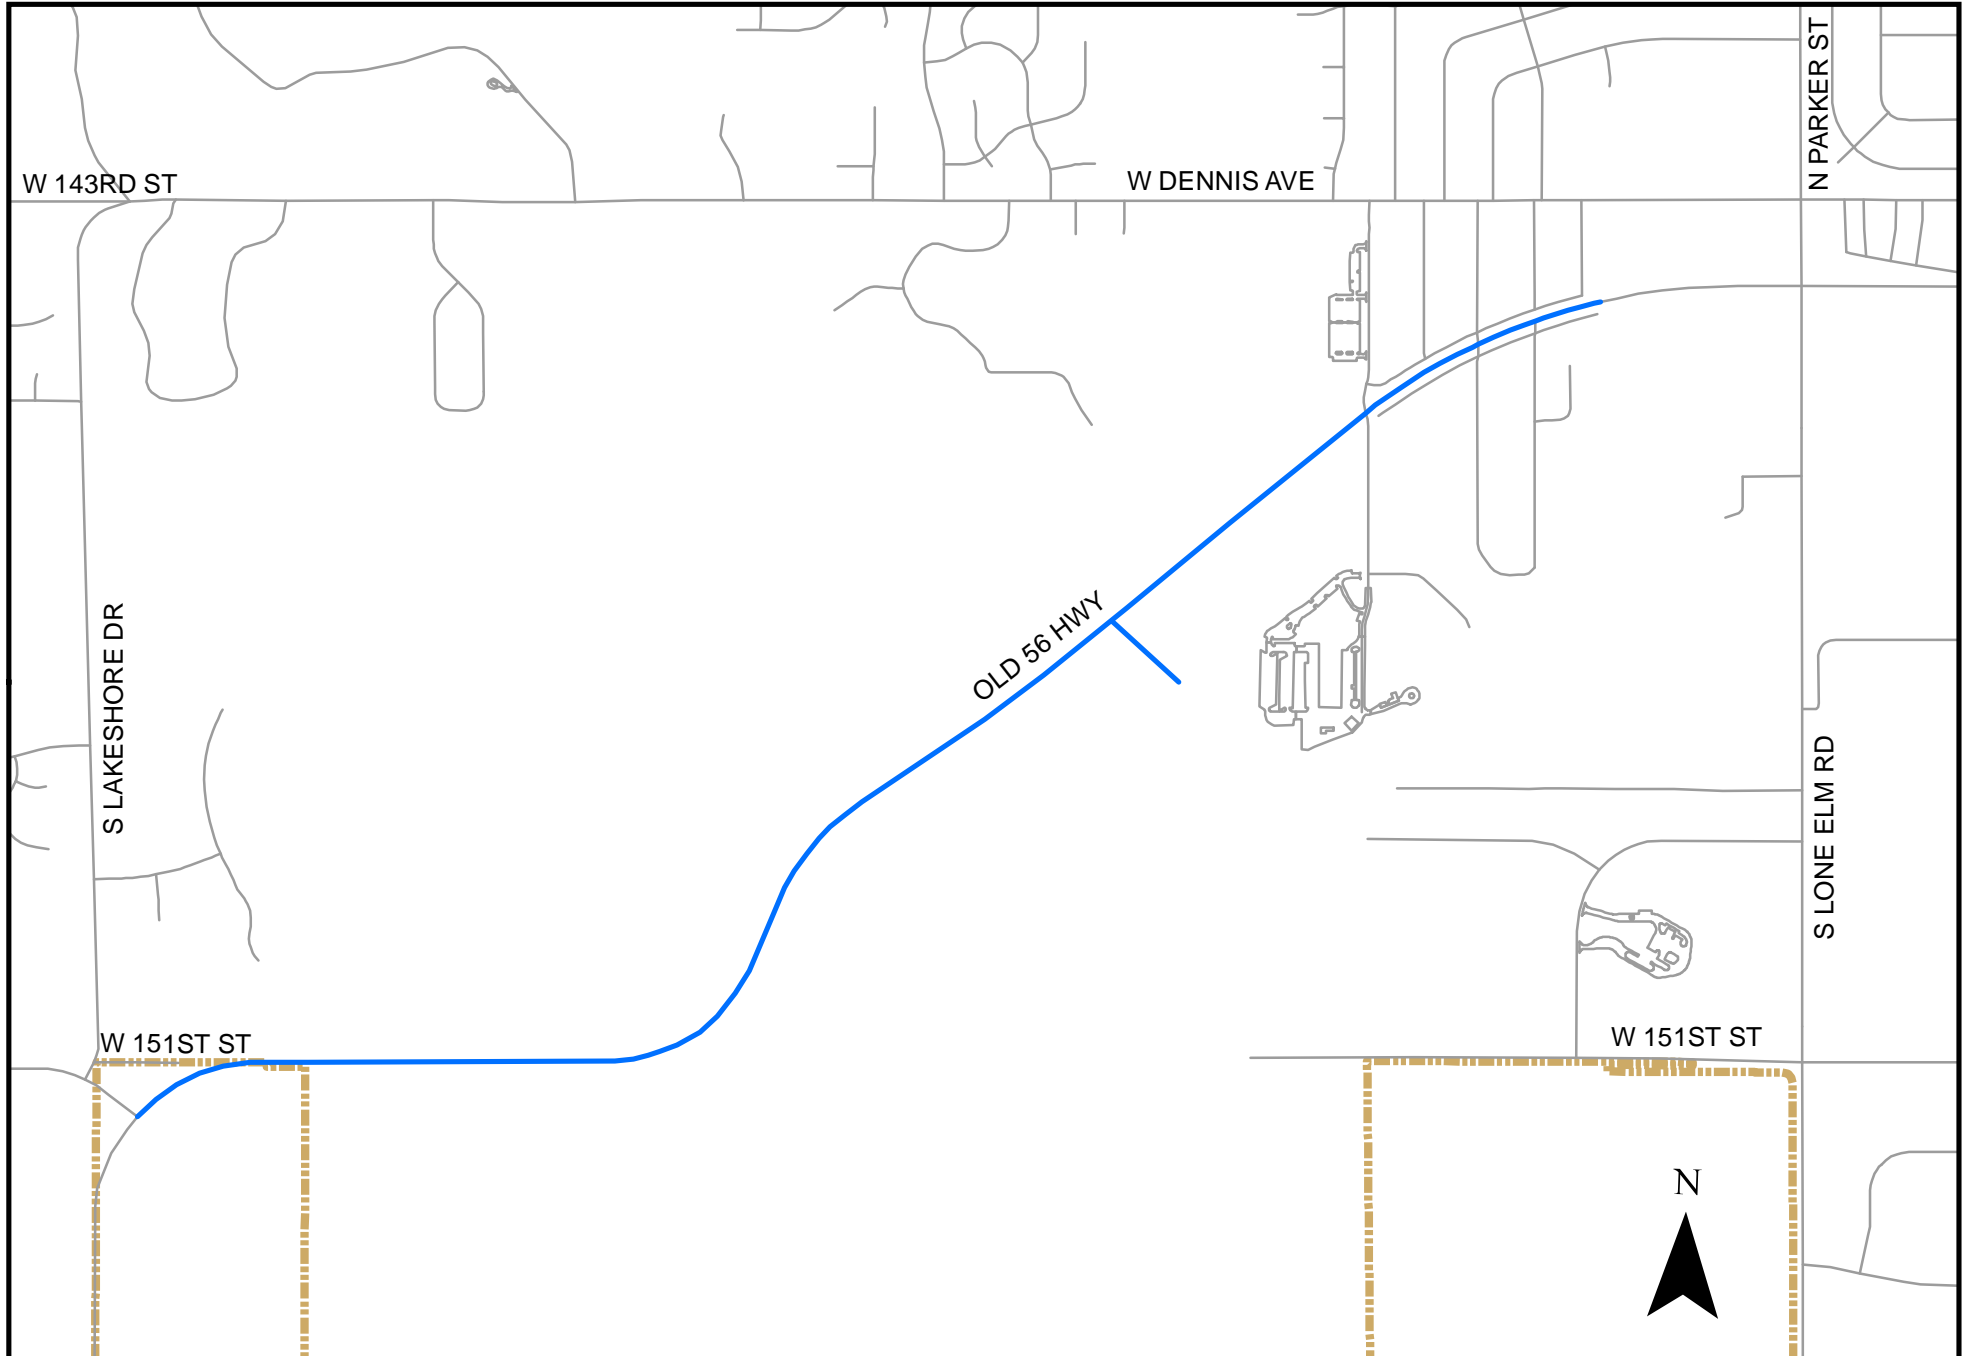 N PARKER ST
W 143RD ST
W DENNIS AVE
OLD 56 HWY
S LAKESHORE DR
S LONE ELM RD
W 151ST ST
W 151ST ST
N